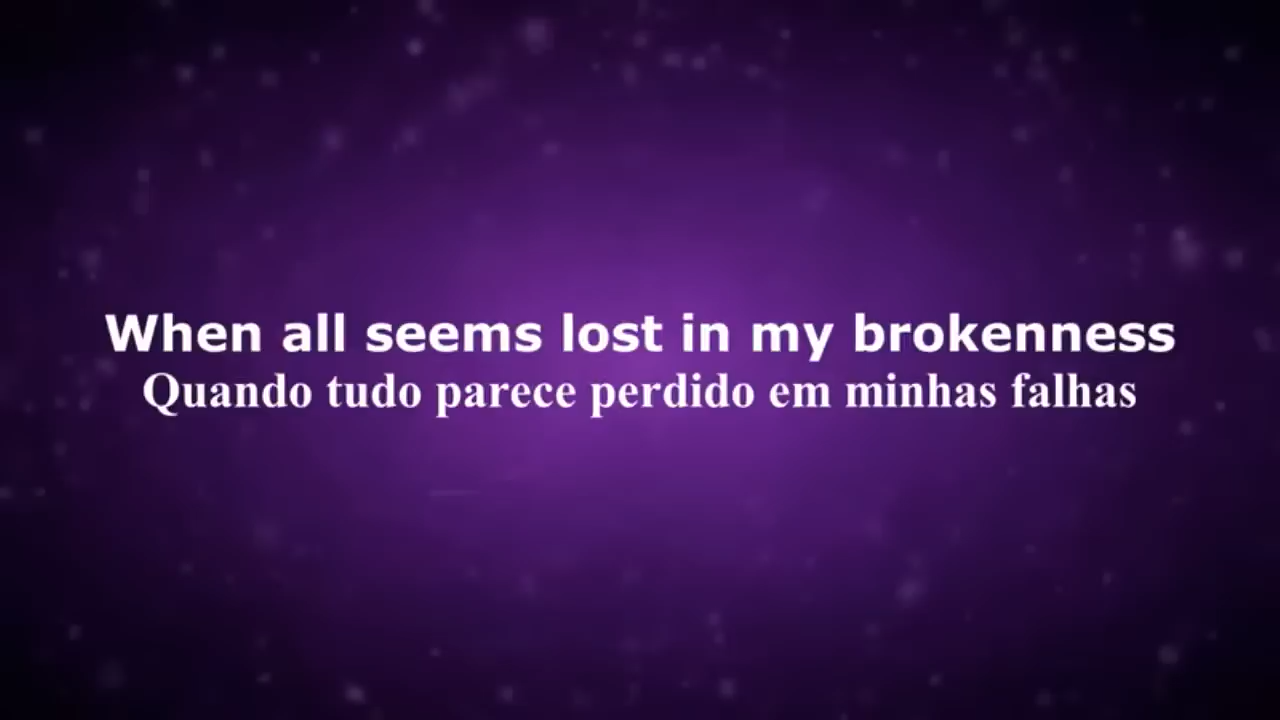 When all seems lost in my brokenness
Quando tudo parece perdido em minhas falhas